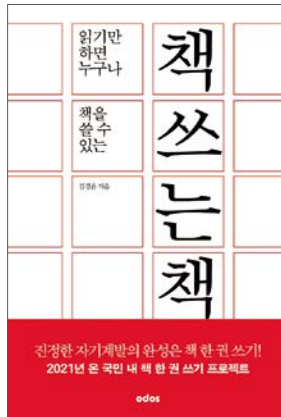 읽기만
하면
누구나
책을
쓸 수
있는
책
쓰는
책
김경윤 지음
진정한 자기계발의 완성은 책 한 권 쓰기!
2021년 온 국민 내 책 한 권 쓰기 프로젝트
odos